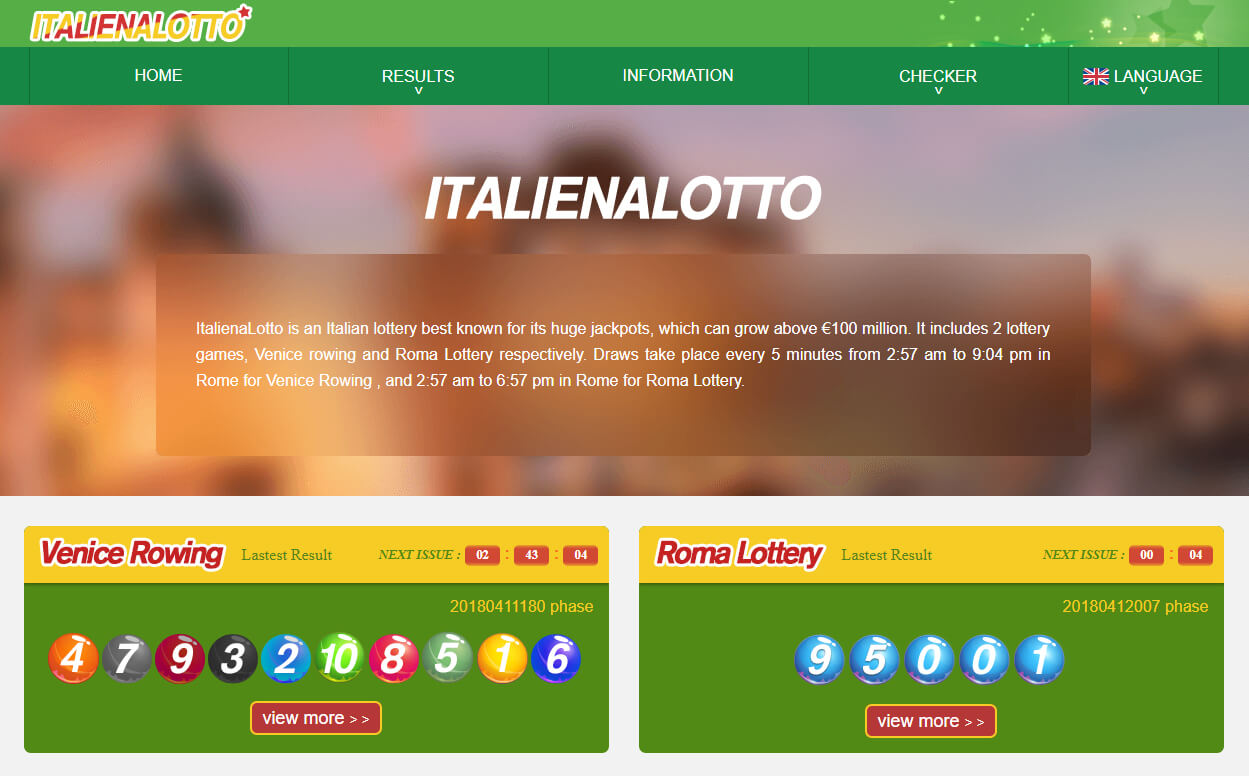 ITALIENALOTTO
HOME RESULTS INFORMATION CHECKER LANGUAGE
ITALIENALOTTO
ItalienaLotto is an Italian lottery best known for its huge jackpots, which can grow above €100 million. It includes 2 lottery
games, Venice rowing and Roma Lottery respectively. Draws take place every 5 minutes from 2:57 am to 9:04 pm in
Rome for Venice Rowing , and 2:57 am to 6:57 pm in Rome for Roma Lottery.
Venice Rowing Lastest Result NEXT ISSUE : 02 : 43 : 04
20180411180 phase
4 7 9 3 2 10 8 5 1 6
view more > >
Roma Lottery Lastest Result NEXT ISSUE : 00 : 04
20180412007 phase
9 5 0 0 1
view more > >